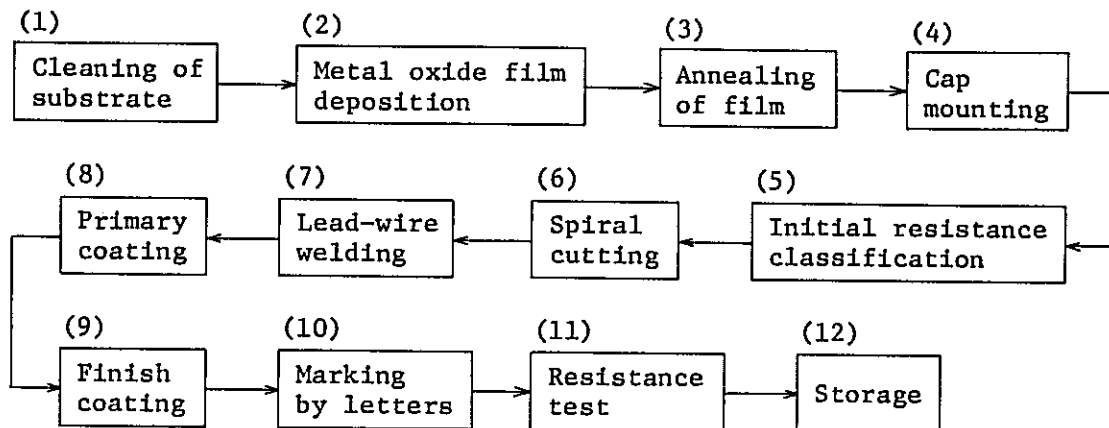 (1)
Cleaning of
substrate
(2)
Metal oxide film
deposition
(3)
Annealing
of film
(4)
Cap
mounting
(5)
Initial resistance
classification
(6)
Spiral
cutting
(7)
Lead-wire
welding
(8)
Primary
coating
(9)
Finish
coating
(10)
Marking
by letters
(11)
Resistance
test
(12)
Storage